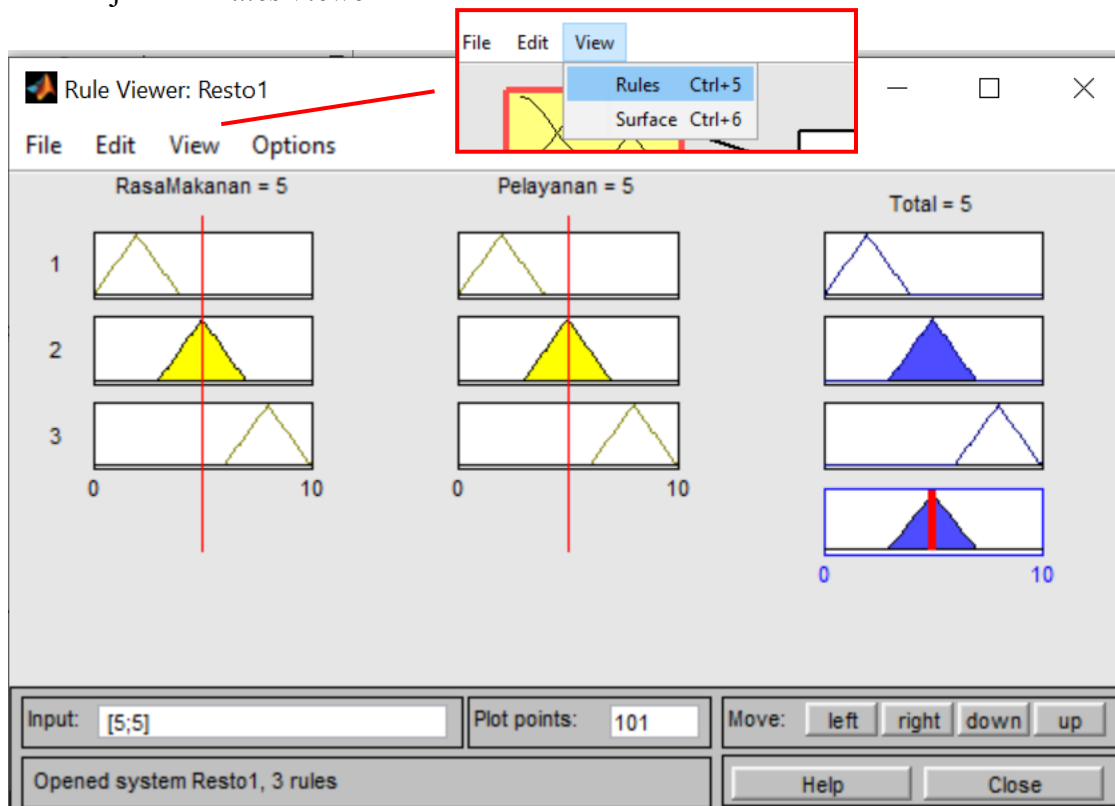 Rules Viewer
File Edit View
Rules Ctrl+5
Surface Ctrl+6
Rule Viewer: Resto1
File Edit View Options
RasaMakanan = 5
Pelayanan = 5
Total = 5
1
2
3
0 10
0 10
0 10
Input: [5;5]
Plot points: 101
Move: left right down up
Opened system Resto1, 3 rules
Help Close